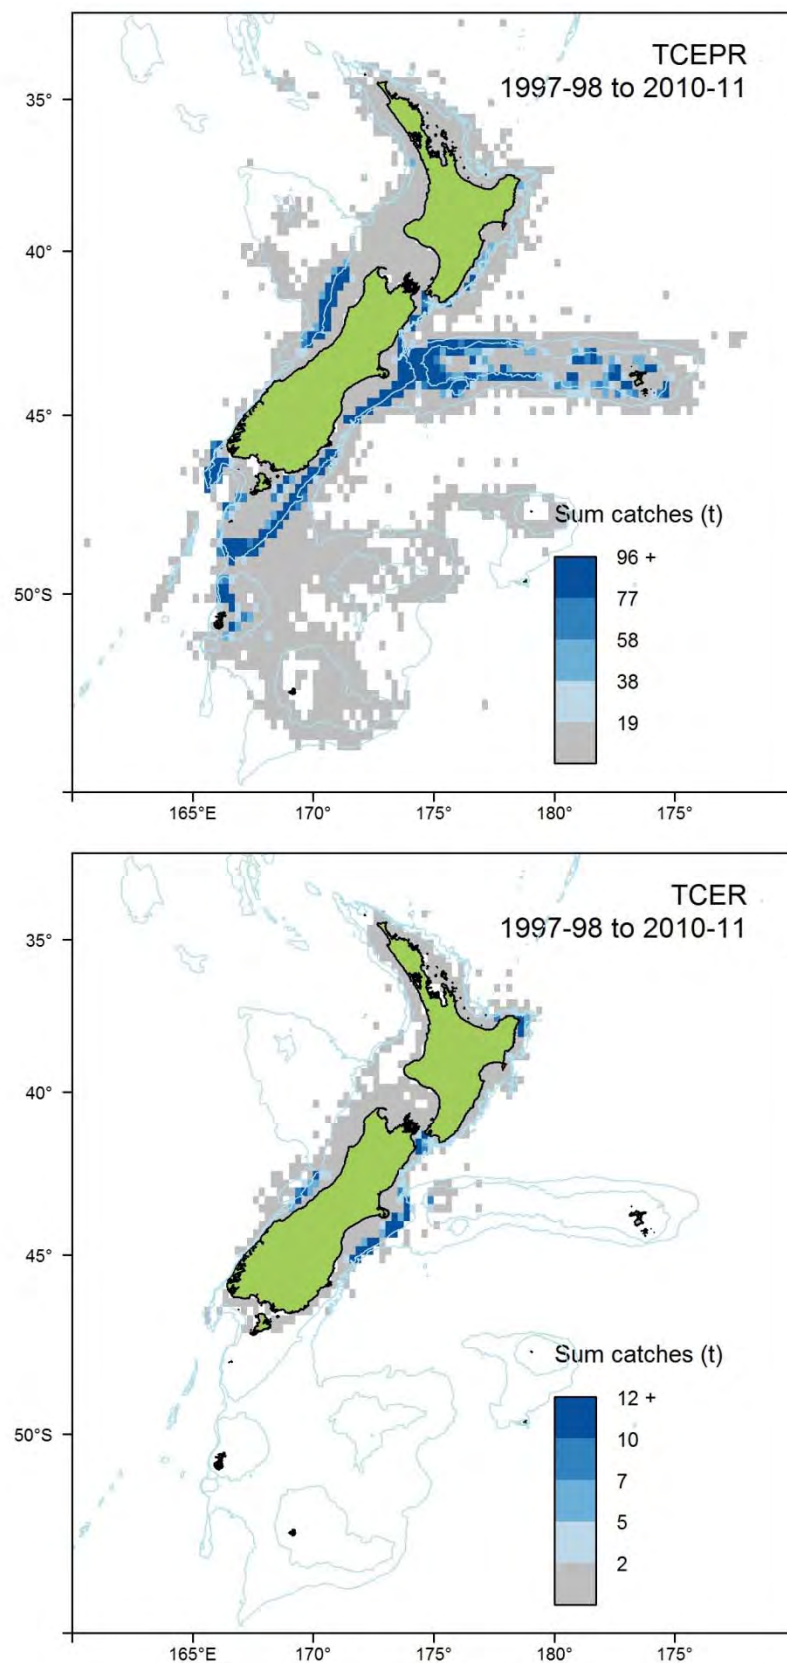 TCEPR
1997-98 to 2010-11
35°
40°
45°
50°S
Sum catches (t)
96 +
77
58
38
19
165°E
170°
175°
180°
175°
TCER
1997-98 to 2010-11
35°
40°
45°
50°S
Sum catches (t)
12 +
10
7
5
2
165°E
170°
175°
180°
175°